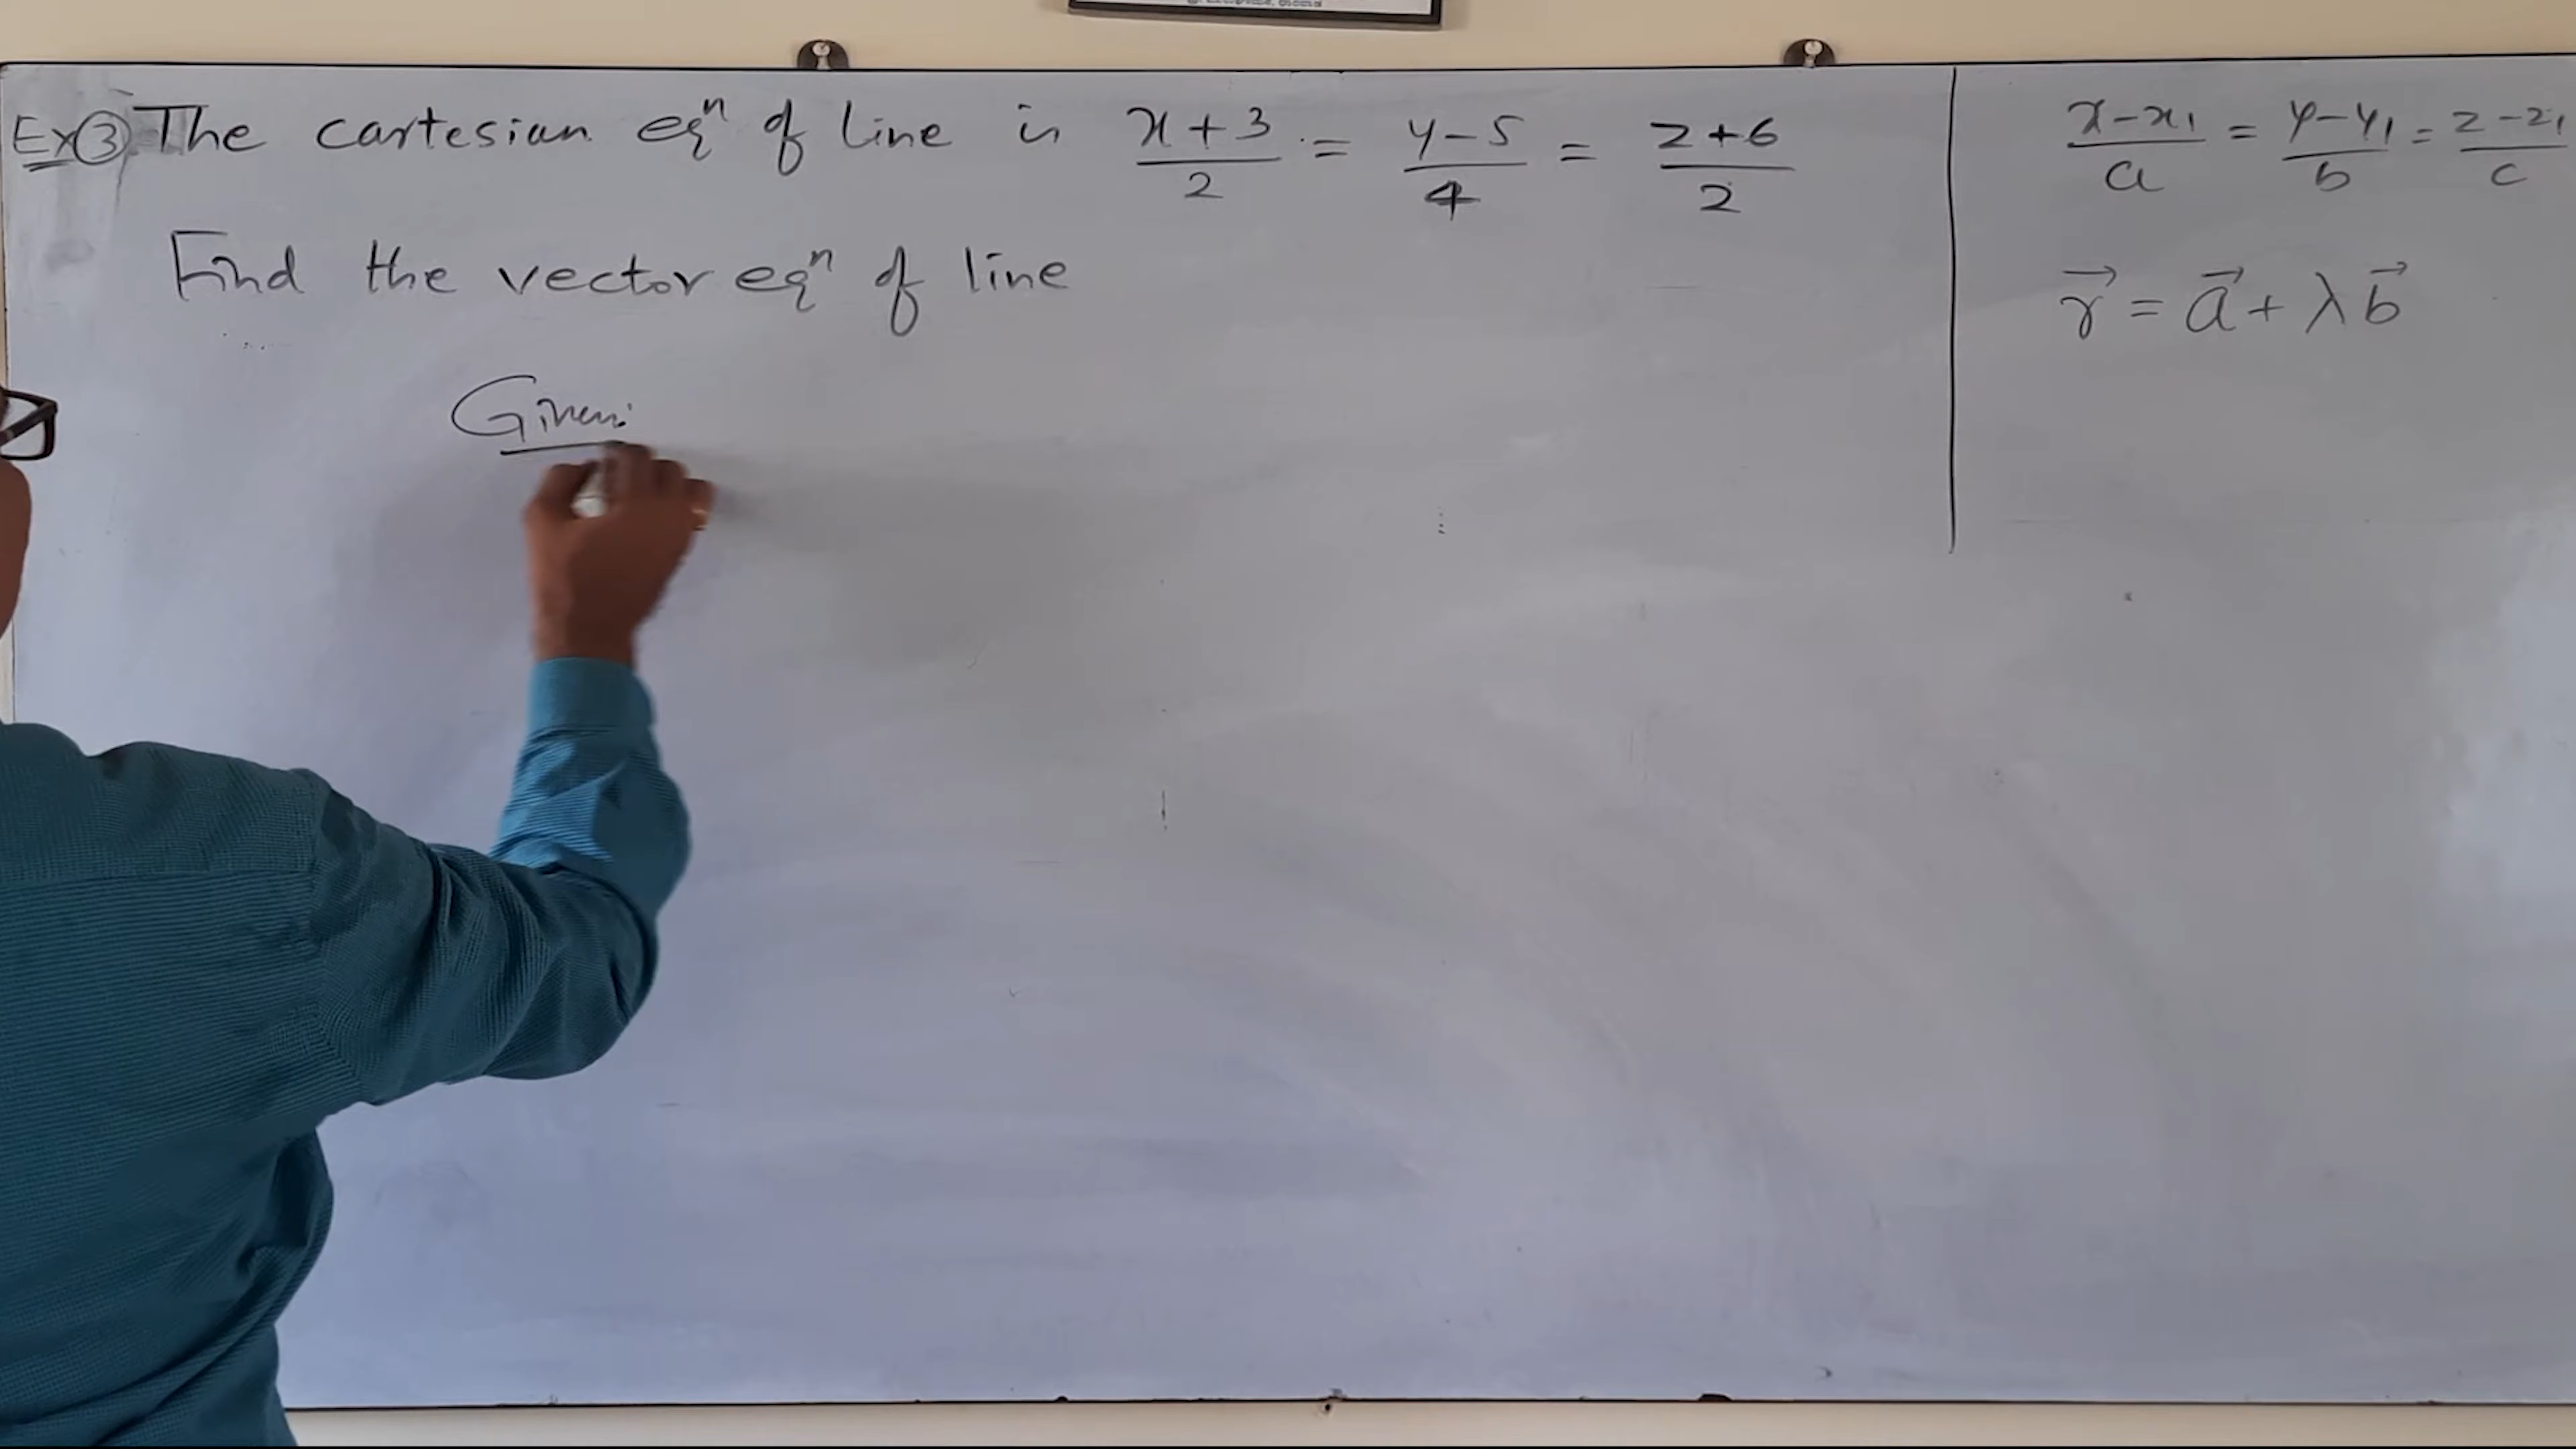 Ex③ The cartesian eqⁿ of line is x+3/2 = y-5/4 = z+6/2
Find the vector eqⁿ of line
Given:
x-x₁/a = y-y₁/b = z-z₁/c
r⃗ = a⃗ + λb⃗